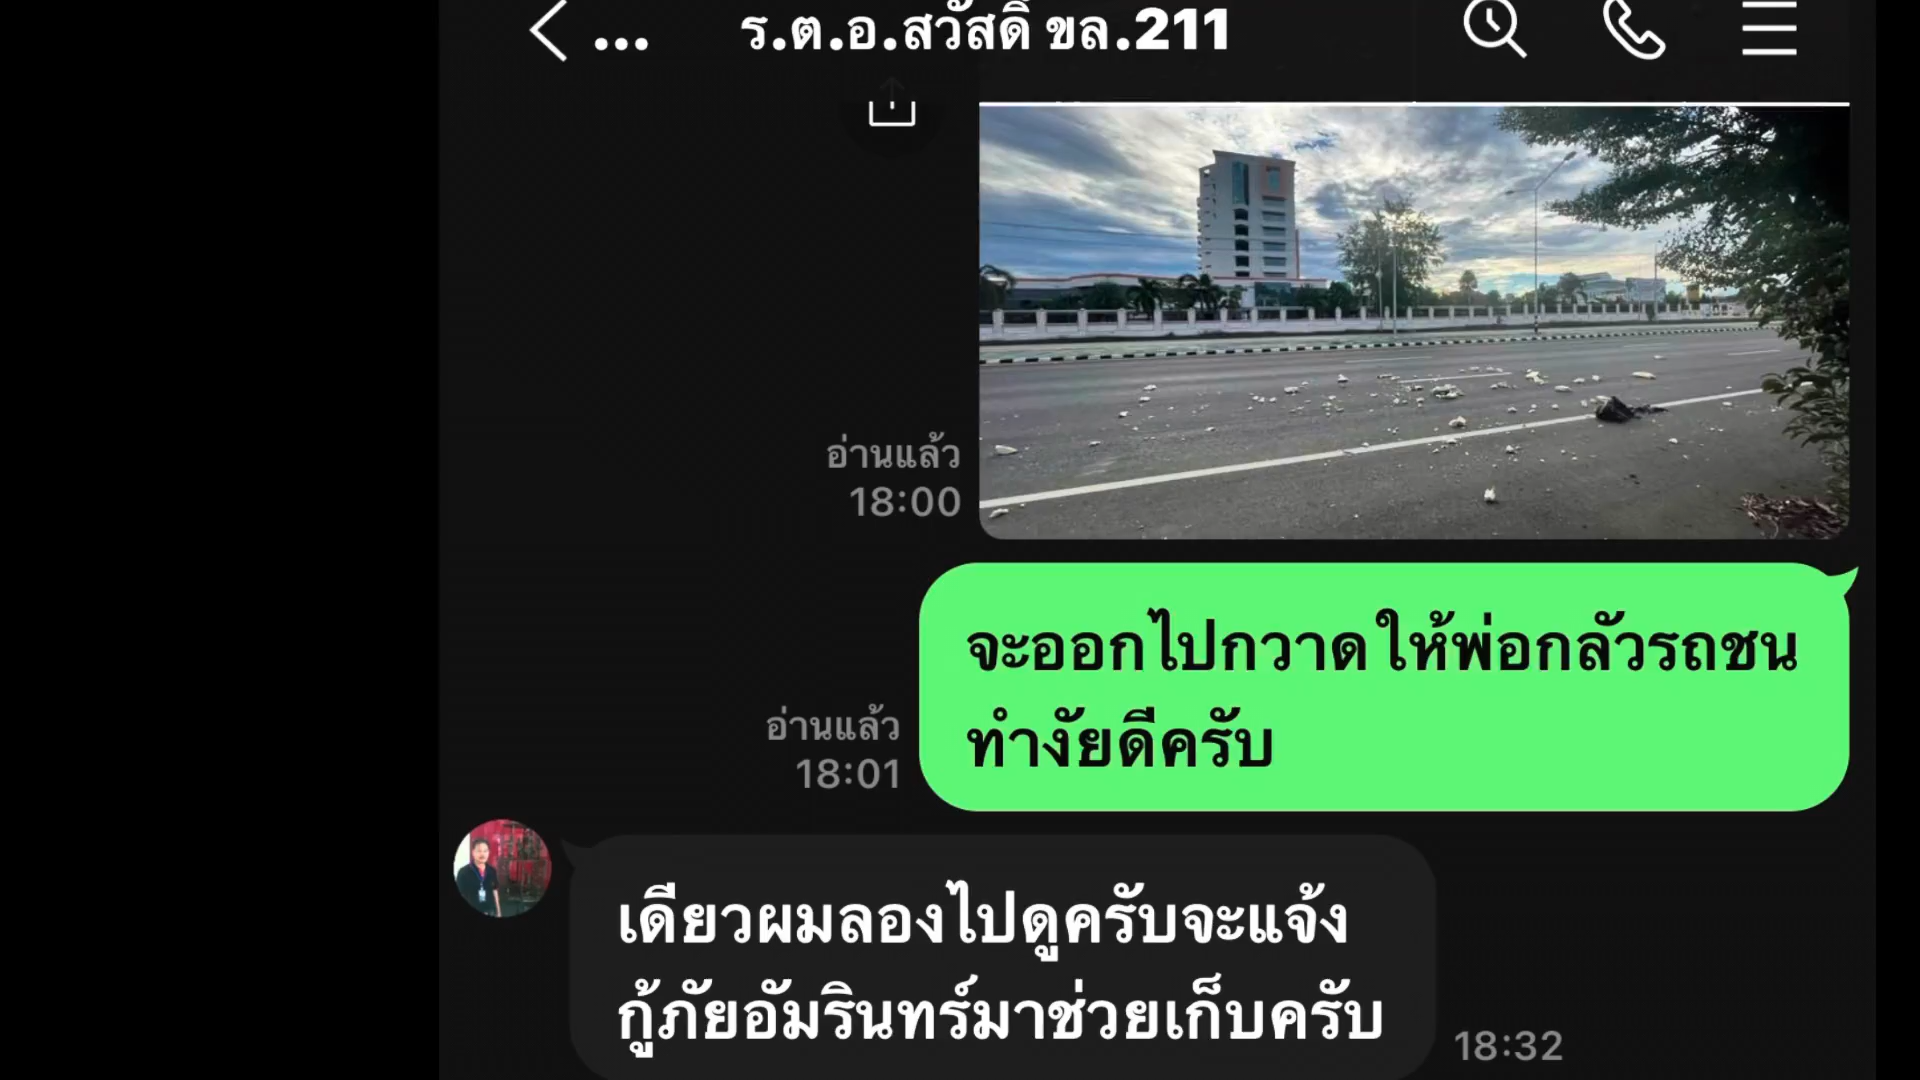 ... ร.ต.อ.สวัสดิ์ ขล.211
อ่านแล้ว
18:00
จะออกไปกวาดให้พ่อกลัวรถชน
ทำงัยดีครับ
อ่านแล้ว
18:01
เดียวผมลองไปดูครับจะแจ้ง
กู้ภัยอัมรินทร์มาช่วยเก็บครับ
18:32